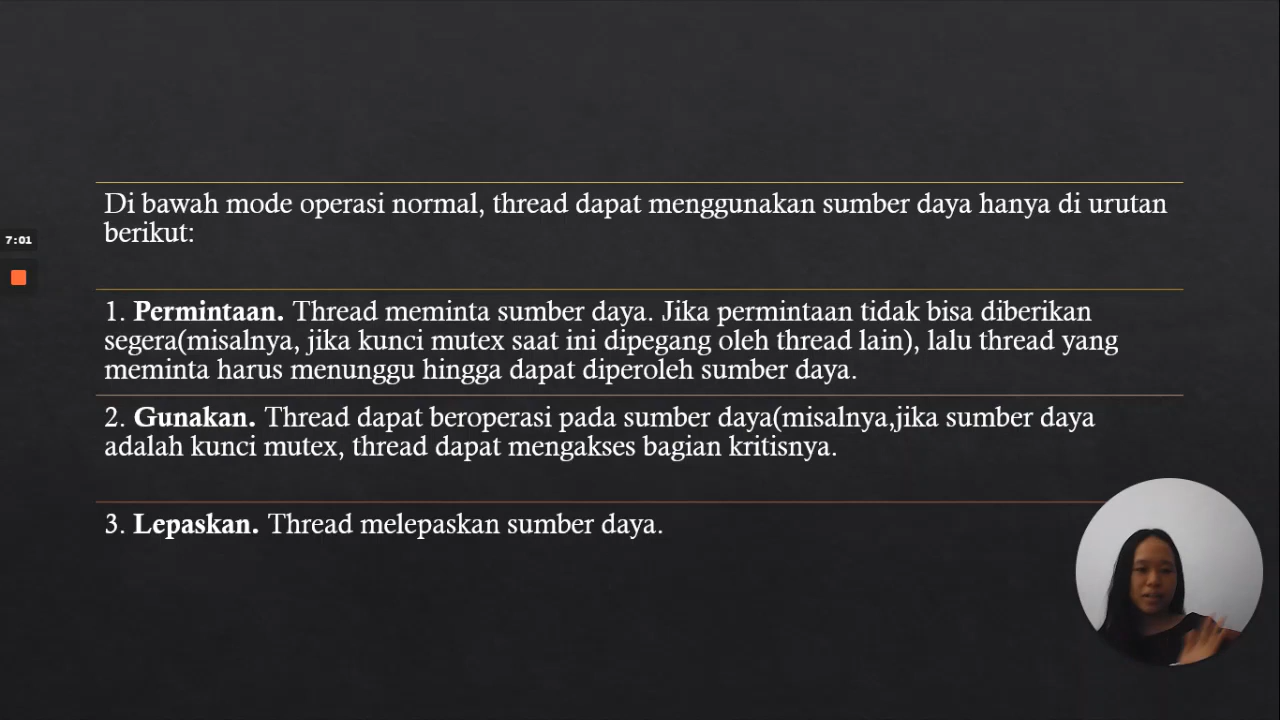 Di bawah mode operasi normal, thread dapat menggunakan sumber daya hanya di urutan
berikut:
7:01
1. Permintaan. Thread meminta sumber daya. Jika permintaan tidak bisa diberikan
segera(misalnya, jika kunci mutex saat ini dipegang oleh thread lain), lalu thread yang
meminta harus menunggu hingga dapat diperoleh sumber daya.
2. Gunakan. Thread dapat beroperasi pada sumber daya(misalnya,jika sumber daya
adalah kunci mutex, thread dapat mengakses bagian kritisnya.
3. Lepaskan. Thread melepaskan sumber daya.